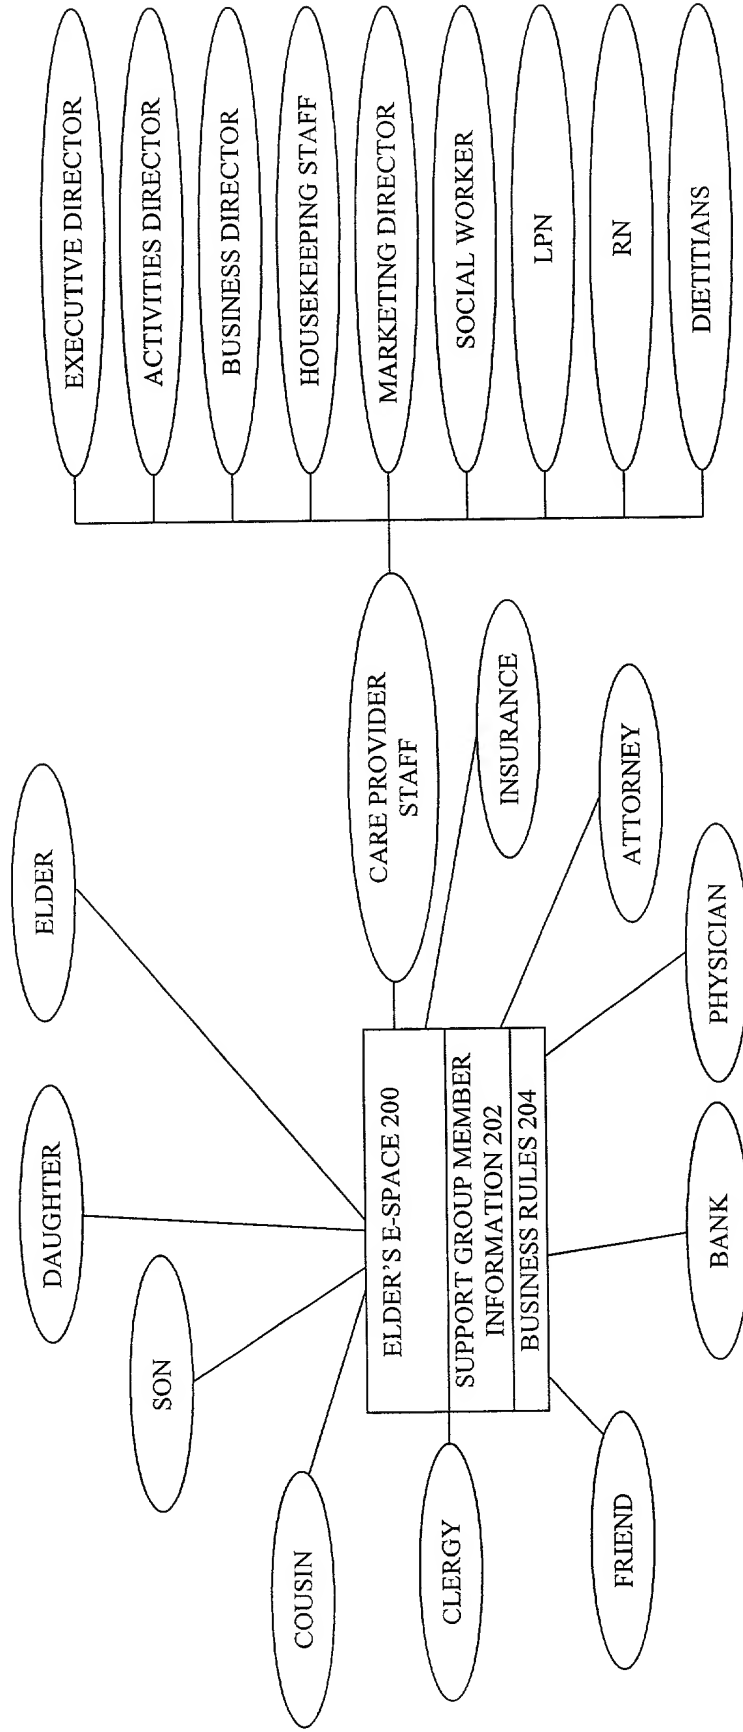 ELDER
DAUGHTER
SON
COUSIN
CLERGY
FRIEND
BANK
PHYSICIAN
ATTORNEY
INSURANCE
ELDER'S E-SPACE 200
SUPPORT GROUP MEMBER
INFORMATION 202
BUSINESS RULES 204
CARE PROVIDER
STAFF
EXECUTIVE DIRECTOR
ACTIVITIES DIRECTOR
BUSINESS DIRECTOR
HOUSEKEEPING STAFF
MARKETING DIRECTOR
SOCIAL WORKER
LPN
RN
DIETITIANS